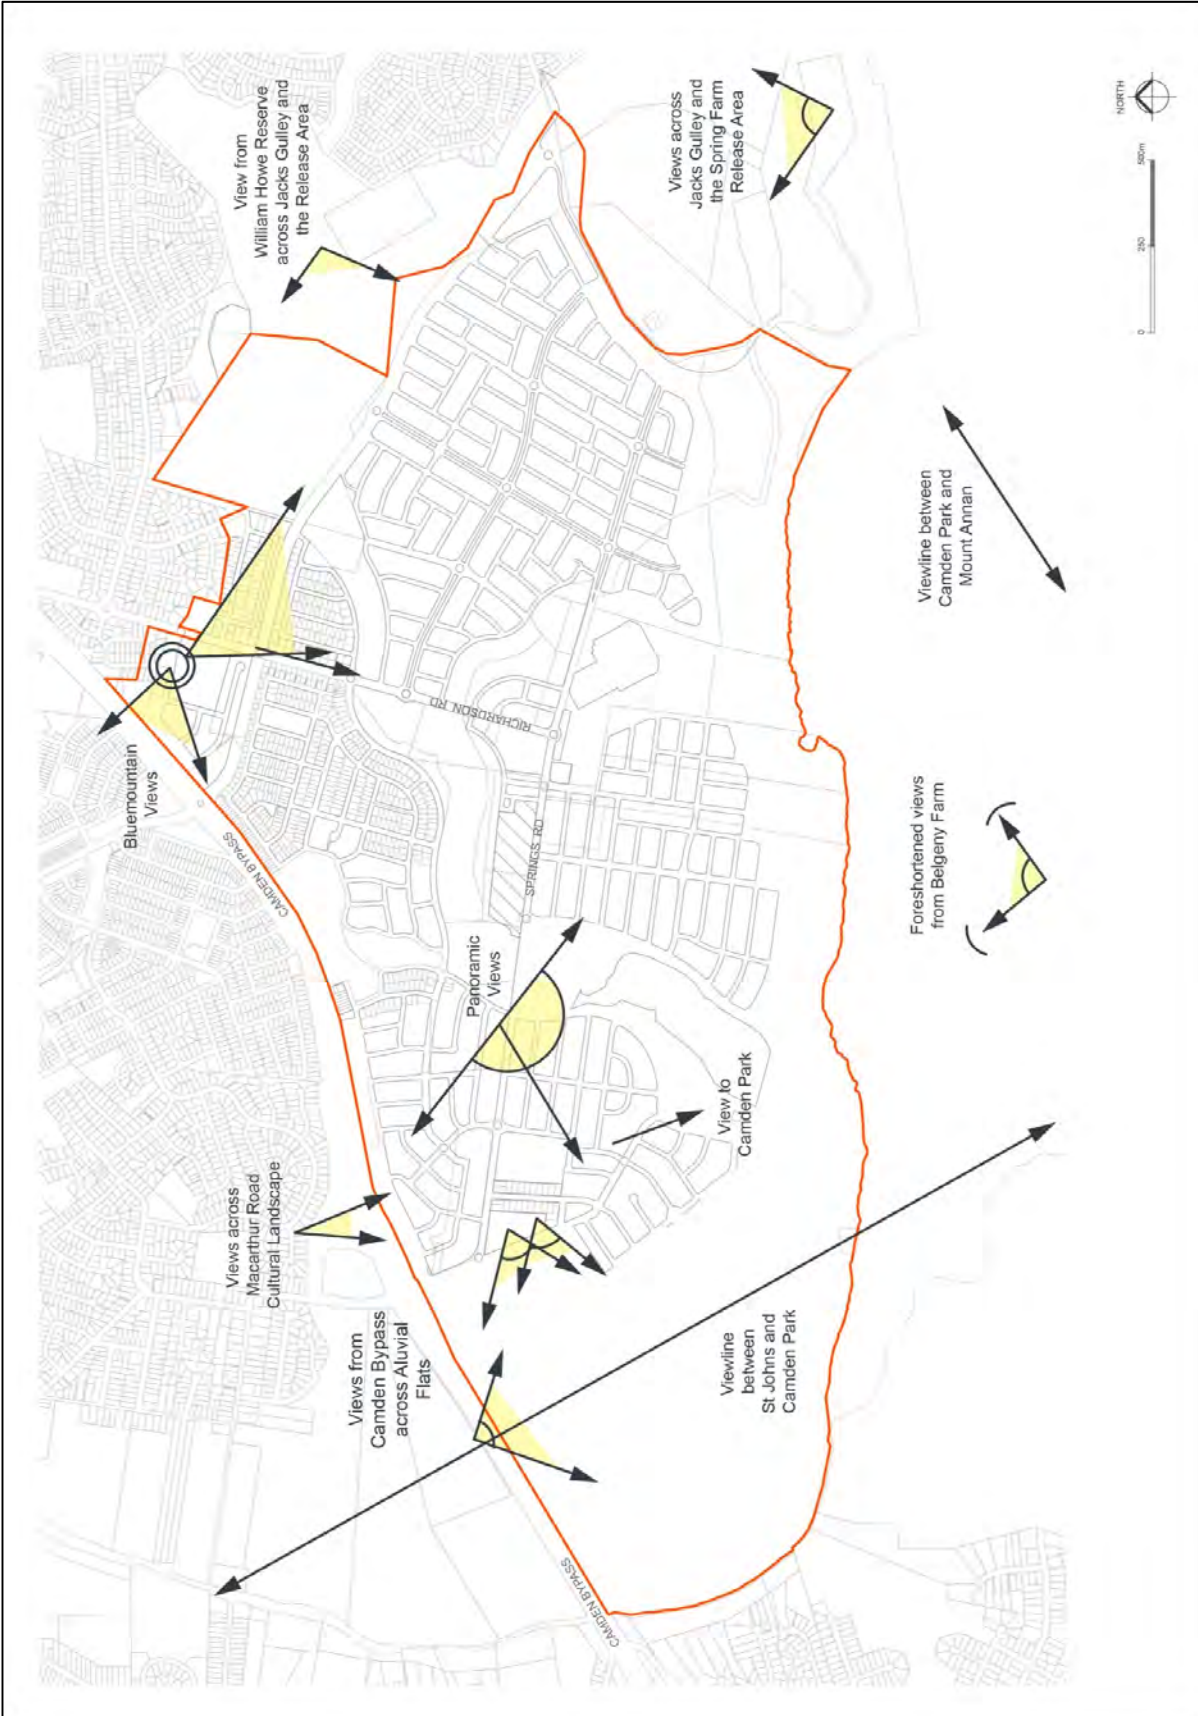 View from
William Howe Reserve
across Jacks Gulley and
the Release Area
Views across
Jacks Gulley and
the Spring Farm
Release Area
NORTH
0
250
500m
Bluemountain
Views
CAMDEN BYPASS
RICHARDSON RD
SPRINGS RD
Viewline between
Camden Park and
Mount Annan
Panoramic
Views
Foreshortened views
from Belgeny Farm
Views across
Macarthur Road
Cultural Landscape
View to
Camden Park
Views from
Camden Bypass
across Aluvial
Flats
Viewline
between
St Johns and
Camden Park
CAMDEN BYPASS